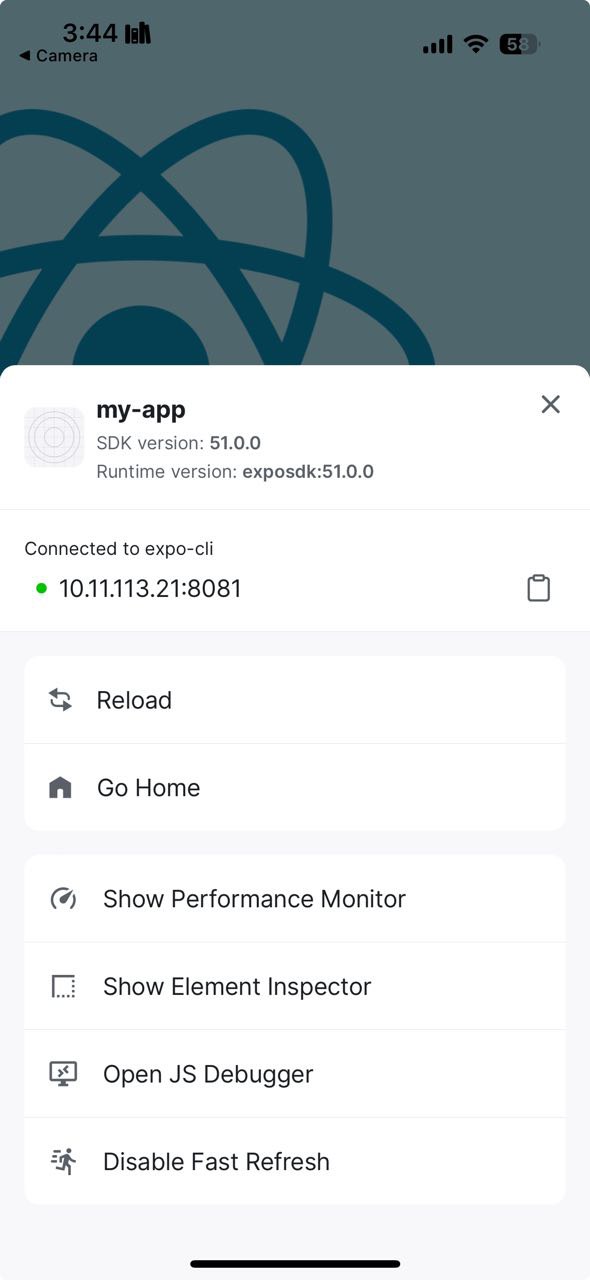 3:44
58
◀ Camera
my-app
SDK version: 51.0.0
Runtime version: exposdk:51.0.0
Connected to expo-cli
10.11.113.21:8081
Reload
Go Home
Show Performance Monitor
Show Element Inspector
Open JS Debugger
Disable Fast Refresh